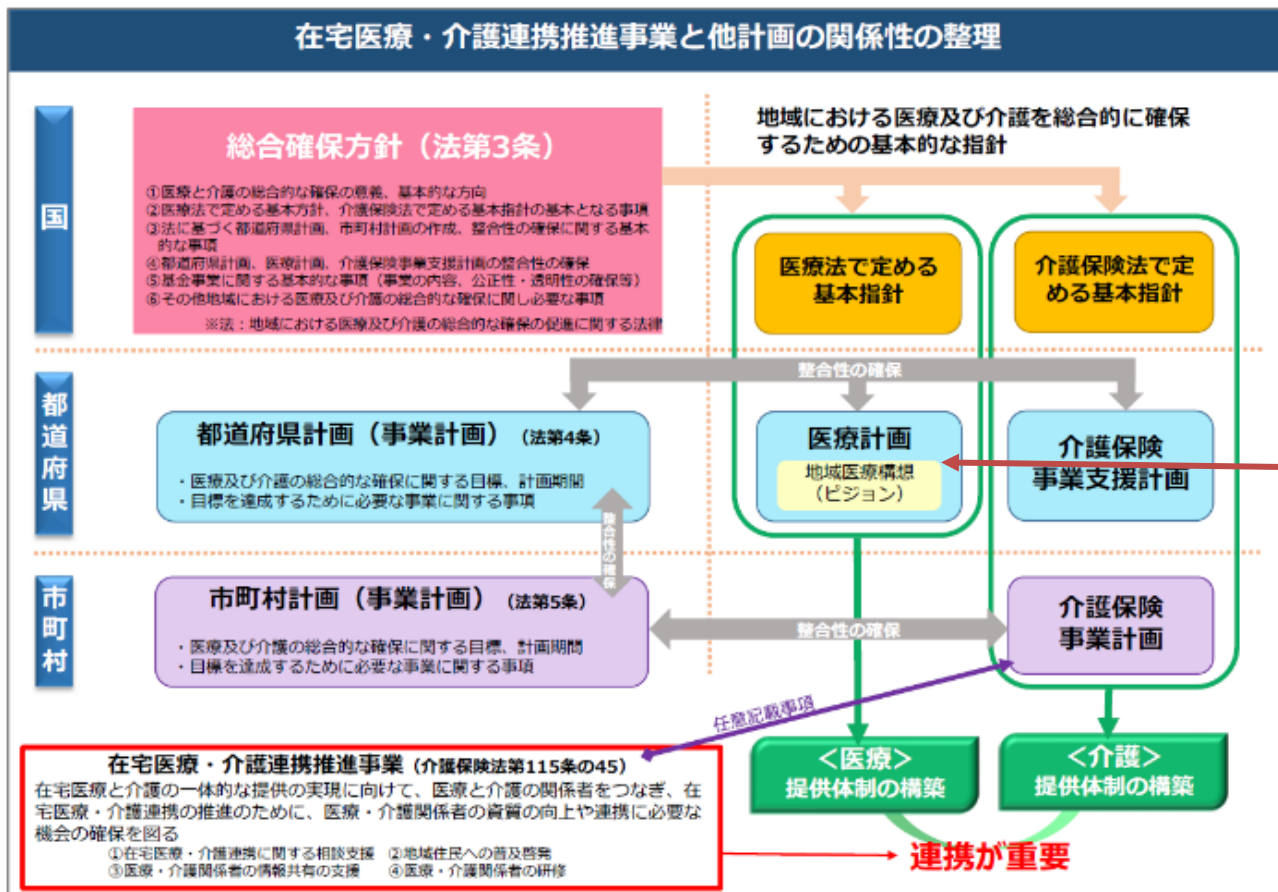 在宅医療・介護連携推進事業と他計画の関係性の整理
国
総合確保方針（法第3条）
①医療と介護の総合的な確保の意義、基本的な方向
②医療法で定める基本方針、介護保険法で定める基本指針の基本となる事項
③法に基づく都道府県計画、市町村計画の作成、整合性の確保に関する基本
的な事項
④都道府県計画、医療計画、介護保険事業支援計画の整合性の確保
⑤基金事業に関する基本的な事項（事業の内容、公正性・透明性の確保等）
⑥その他地域における医療及び介護の総合的な確保に関し必要な事項
※法：地域における医療及び介護の総合的な確保の促進に関する法律
地域における医療及び介護を総合的に確保
するための基本的な指針
医療法で定める
基本指針
介護保険法で定
める基本指針
都道府県
整合性の確保
都道府県計画（事業計画）（法第4条）
・医療及び介護の総合的な確保に関する目標、計画期間
・目標を達成するために必要な事業に関する事項
医療計画
地域医療構想
（ビジョン）
介護保険
事業支援計画
整合性の確保
市町村
市町村計画（事業計画）（法第5条）
・医療及び介護の総合的な確保に関する目標、計画期間
・目標を達成するために必要な事業に関する事項
整合性の確保
介護保険
事業計画
任意記載事項
在宅医療・介護連携推進事業（介護保険法第115条の45）
在宅医療と介護の一体的な提供の実現に向けて、医療と介護の関係者をつなぎ、在
宅医療・介護連携の推進のために、医療・介護関係者の資質の向上や連携に必要な
機会の確保を図る
①在宅医療・介護連携に関する相談支援 ②地域住民への普及啓発
③医療・介護関係者の情報共有の支援 ④医療・介護関係者の研修
＜医療＞
提供体制の構築
＜介護＞
提供体制の構築
連携が重要